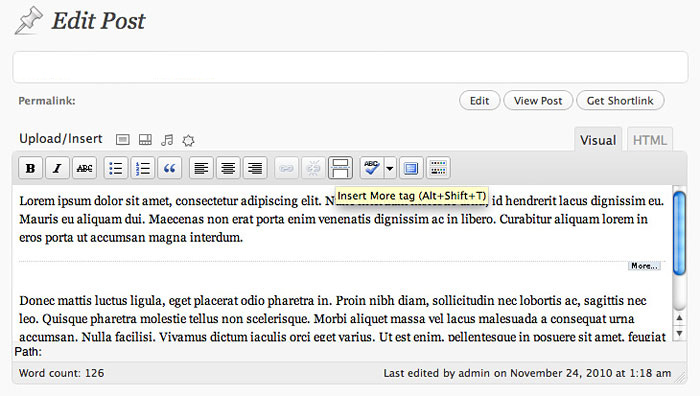 Edit Post
Permalink:
Edit View Post Get Shortlink
Upload/Insert
Visual HTML
B I ABC ABC
Insert More tag (Alt+Shift+T)
Lorem ipsum dolor sit amet, consectetur adipiscing elit. id hendrerit lacus dignissim eu.
Mauris eu aliquam dui. Maecenas non erat porta enim venenatis dignissim ac in libero. Curabitur aliquam lorem in
eros porta ut accumsan magna interdum.
More...
Donec mattis luctus ligula, eget placerat odio pharetra in. Proin nibh diam, sollicitudin nec lobortis ac, sagittis nec
leo. Quisque pharetra molestie tellus non scelerisque. Morbi aliquet massa vel lacus malesuada a consequat urna
accumsan. Nulla facilisi. Vivamus dictum iaculis orci eget varius. Ut est enim, pellentesque in posuere sit amet, feugiat
Path:
Word count: 126
Last edited by admin on November 24, 2010 at 1:18 am